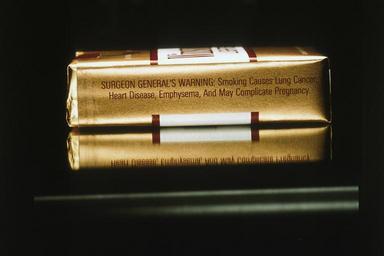 SURGEON GENERAL'S WARNING: Smoking Causes Lung Cancer,
Heart Disease, Emphysema, And May Complicate Pregnancy.